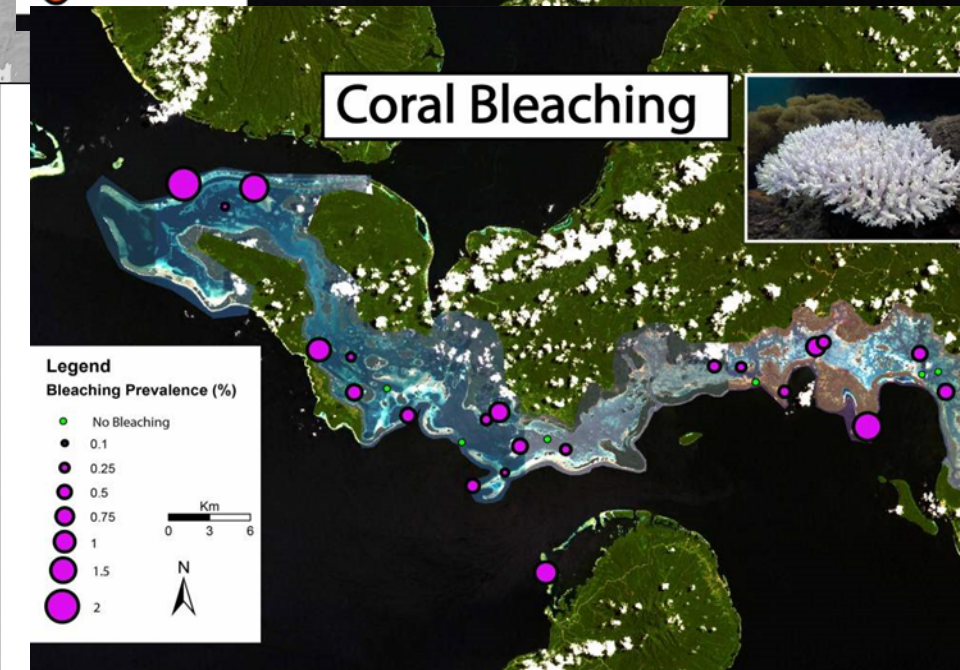 Coral Bleaching
Legend
Bleaching Prevalence (%)
No Bleaching
0.1
0.25
0.5
0.75
1
1.5
2
Km
0 3 6
N